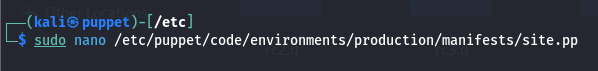 ┌──(kali㉿puppet)-[/etc]
└─$ sudo nano /etc/puppet/code/environments/production/manifests/site.pp